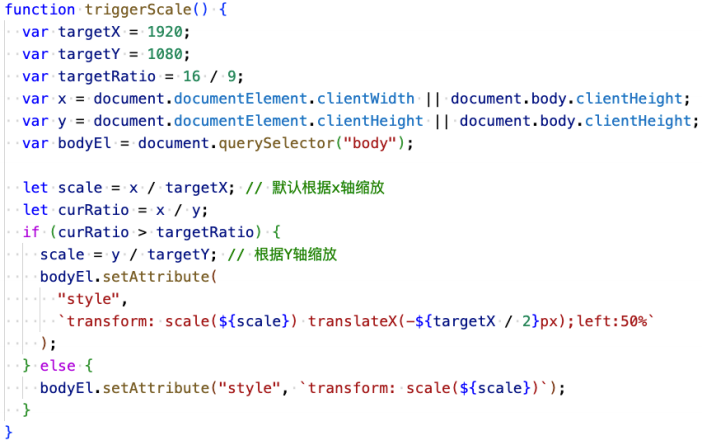 function triggerScale() {
  var targetX = 1920;
  var targetY = 1080;
  var targetRatio = 16 / 9;
  var x = document.documentElement.clientWidth || document.body.clientHeight;
  var y = document.documentElement.clientHeight || document.body.clientHeight;
  var bodyEl = document.querySelector("body");

  let scale = x / targetX; // 默认根据x轴缩放
  let curRatio = x / y;
  if (curRatio > targetRatio) {
    scale = y / targetY; // 根据Y轴缩放
    bodyEl.setAttribute(
      "style",
      `transform: scale(${scale}) translateX(-${targetX / 2}px);left:50%`
    );
  } else {
    bodyEl.setAttribute("style", `transform: scale(${scale})`);
  }
}